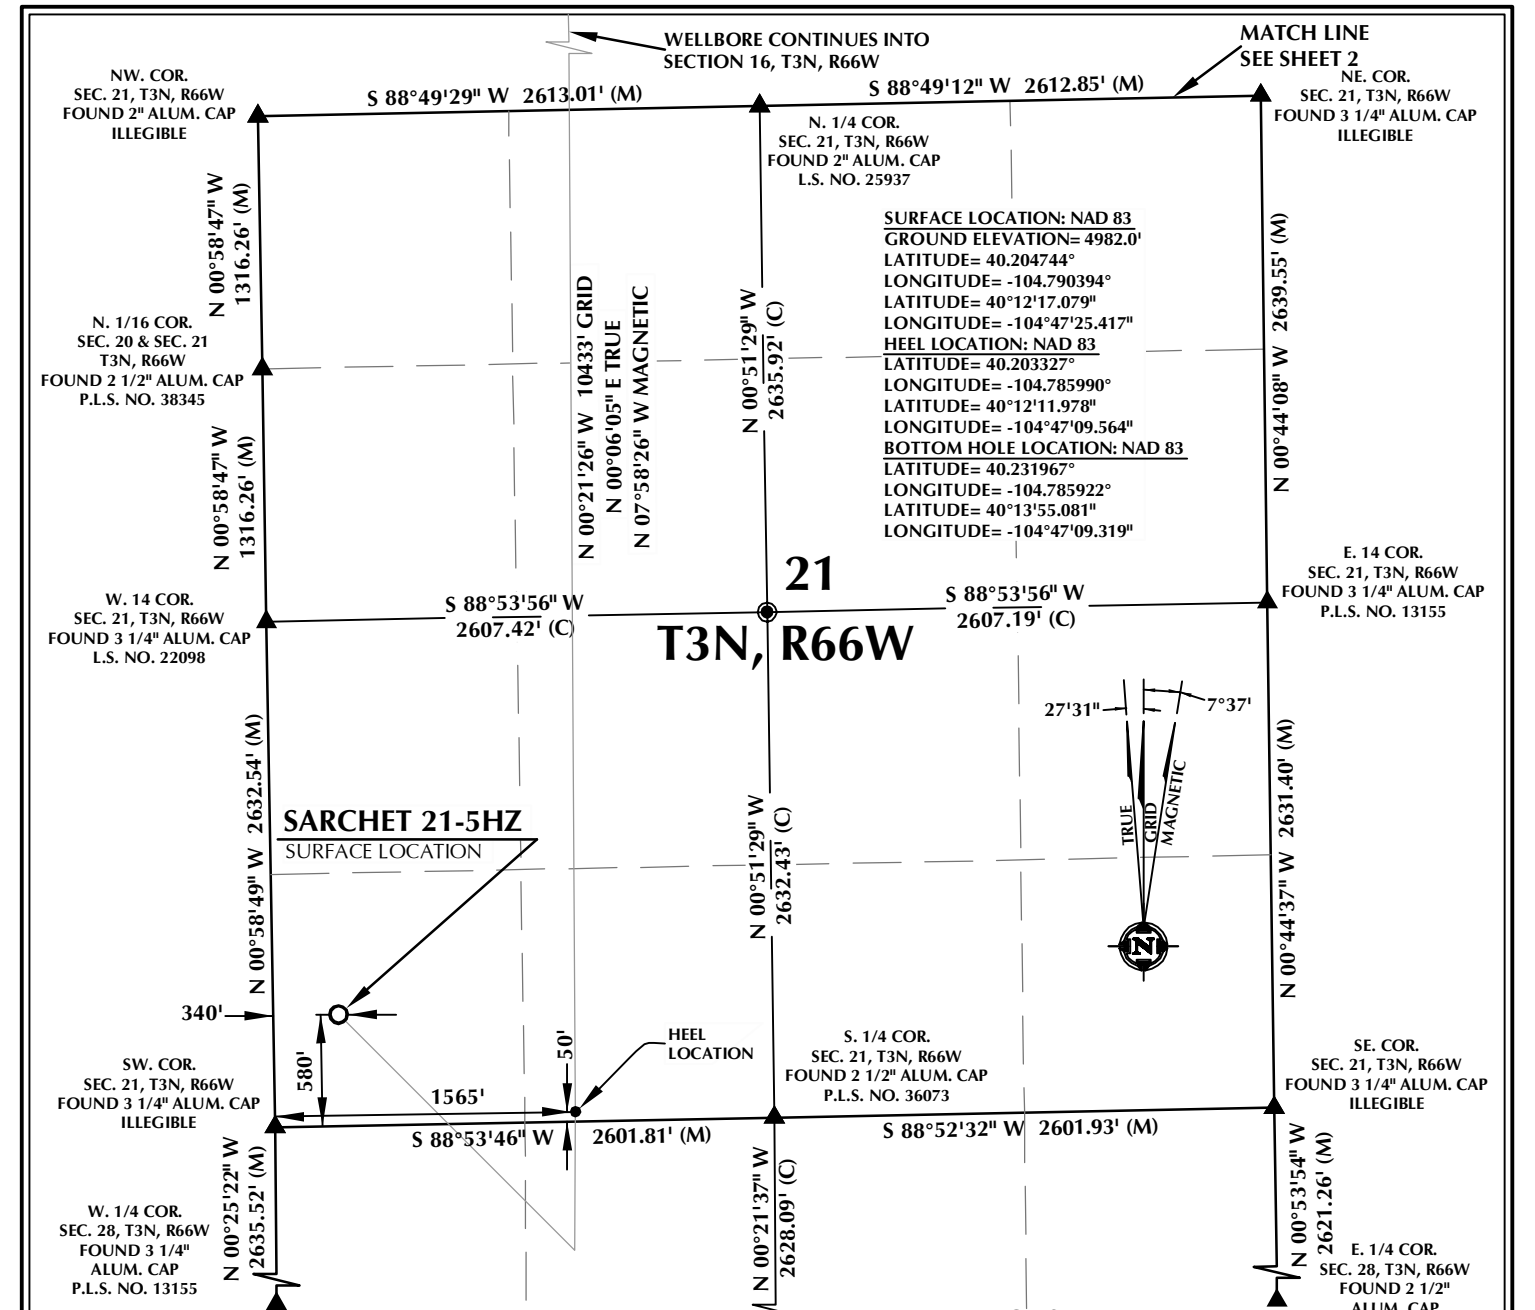 WELLBORE CONTINUES INTO
SECTION 16, T3N, R66W
MATCH LINE
SEE SHEET 2
NW. COR.
SEC. 21, T3N, R66W
FOUND 2" ALUM. CAP
ILLEGIBLE
S 88°49'29" W 2613.01' (M)
S 88°49'12" W 2612.85' (M)
NE. COR.
SEC. 21, T3N, R66W
FOUND 3 1/4" ALUM. CAP
ILLEGIBLE
N. 1/4 COR.
SEC. 21, T3N, R66W
FOUND 2" ALUM. CAP
L.S. NO. 25937
N 00°58'47" W
1316.26' (M)
SURFACE LOCATION: NAD 83
GROUND ELEVATION= 4982.0'
LATITUDE= 40.204744°
LONGITUDE= -104.790394°
LATITUDE= 40°12'17.079"
LONGITUDE= -104°47'25.417"
HEEL LOCATION: NAD 83
LATITUDE= 40.203327°
LONGITUDE= -104.785990°
LATITUDE= 40°12'11.978"
LONGITUDE= -104°47'09.564"
BOTTOM HOLE LOCATION: NAD 83
LATITUDE= 40.231967°
LONGITUDE= -104.785922°
LATITUDE= 40°13'55.081"
LONGITUDE= -104°47'09.319"
N 00°44'08" W 2639.55' (M)
N. 1/16 COR.
SEC. 20 & SEC. 21
T3N, R66W
FOUND 2 1/2" ALUM. CAP
P.L.S. NO. 38345
N 00°21'26" W 10433' GRID
N 00°06'05" E TRUE
N 07°58'26" W MAGNETIC
N 00°51'29" W
2635.92' (C)
N 00°58'47" W
1316.26' (M)
W. 14 COR.
SEC. 21, T3N, R66W
FOUND 3 1/4" ALUM. CAP
L.S. NO. 22098
S 88°53'56" W
2607.42' (C)
21
T3N, R66W
S 88°53'56" W
2607.19' (C)
E. 14 COR.
SEC. 21, T3N, R66W
FOUND 3 1/4" ALUM. CAP
P.L.S. NO. 13155
27'31"
7°37'
TRUE
GRID
MAGNETIC
N
N 00°58'49" W 2632.54' (M)
SARCHET 21-5HZ
SURFACE LOCATION
N 00°51'29" W
2632.43' (C)
N 00°44'37" W 2631.40' (M)
340'
580'
1565'
50'
HEEL
LOCATION
SW. COR.
SEC. 21, T3N, R66W
FOUND 3 1/4" ALUM. CAP
ILLEGIBLE
S. 1/4 COR.
SEC. 21, T3N, R66W
FOUND 2 1/2" ALUM. CAP
P.L.S. NO. 36073
SE. COR.
SEC. 21, T3N, R66W
FOUND 3 1/4" ALUM. CAP
ILLEGIBLE
S 88°53'46" W 2601.81' (M)
S 88°52'32" W 2601.93' (M)
N 00°25'22" W
2635.52' (M)
N 00°21'37" W
2628.09' (C)
N 00°53'54" W
2621.26' (M)
W. 1/4 COR.
SEC. 28, T3N, R66W
FOUND 3 1/4"
ALUM. CAP
P.L.S. NO. 13155
E. 1/4 COR.
SEC. 28, T3N, R66W
FOUND 2 1/2"
ALUM. CAP